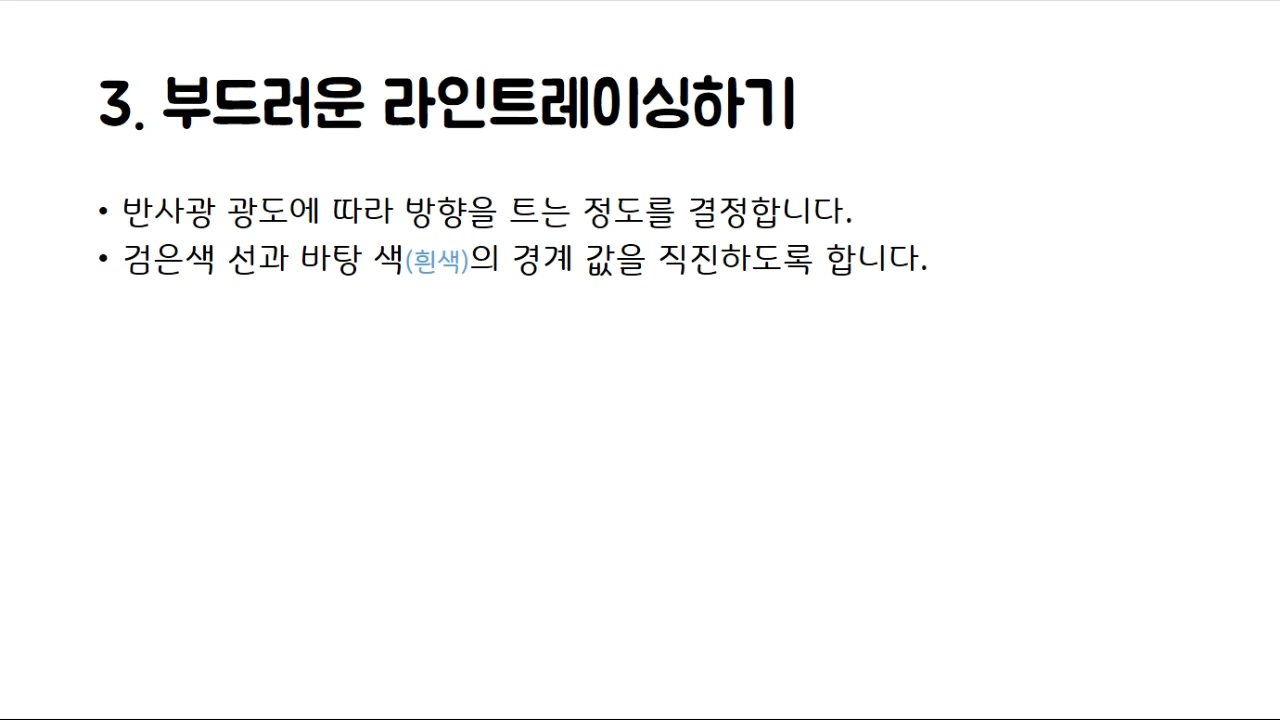 3. 부드러운 라인트레이싱하기
• 반사광 광도에 따라 방향을 트는 정도를 결정합니다.
• 검은색 선과 바탕 색(흰색)의 경계 값을 직진하도록 합니다.